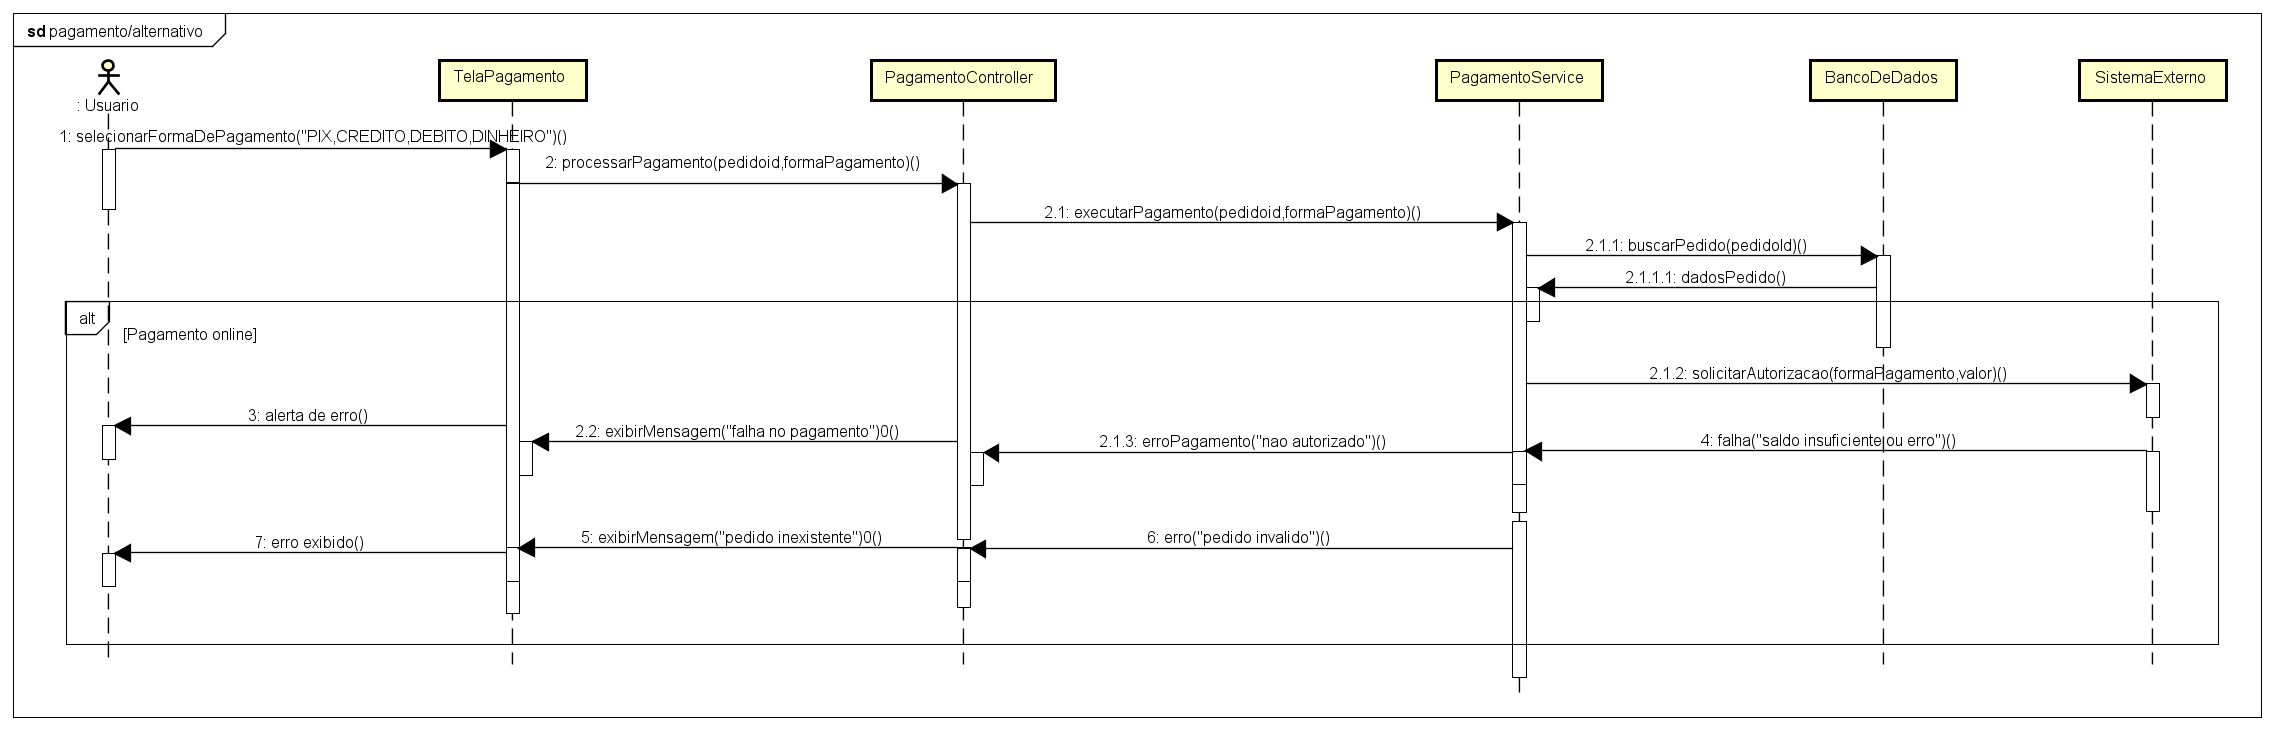 sd pagamento/alternativo
: Usuario
TelaPagamento
PagamentoController
PagamentoService
BancoDeDados
SistemaExterno
1: selecionarFormaDePagamento("PIX,CREDITO,DEBITO,DINHEIRO")()
2: processarPagamento(pedidoid,formaPagamento)()
2.1: executarPagamento(pedidoid,formaPagamento)()
2.1.1: buscarPedido(pedidoId)()
2.1.1.1: dadosPedido()
alt
[Pagamento online]
2.1.2: solicitarAutorizacao(formaPagamento,valor)()
3: alerta de erro()
2.2: exibirMensagem("falha no pagamento")0()
2.1.3: erroPagamento("nao autorizado")()
4: falha("saldo insuficiente ou erro")()
7: erro exibido()
5: exibirMensagem("pedido inexistente")0()
6: erro("pedido invalido")()